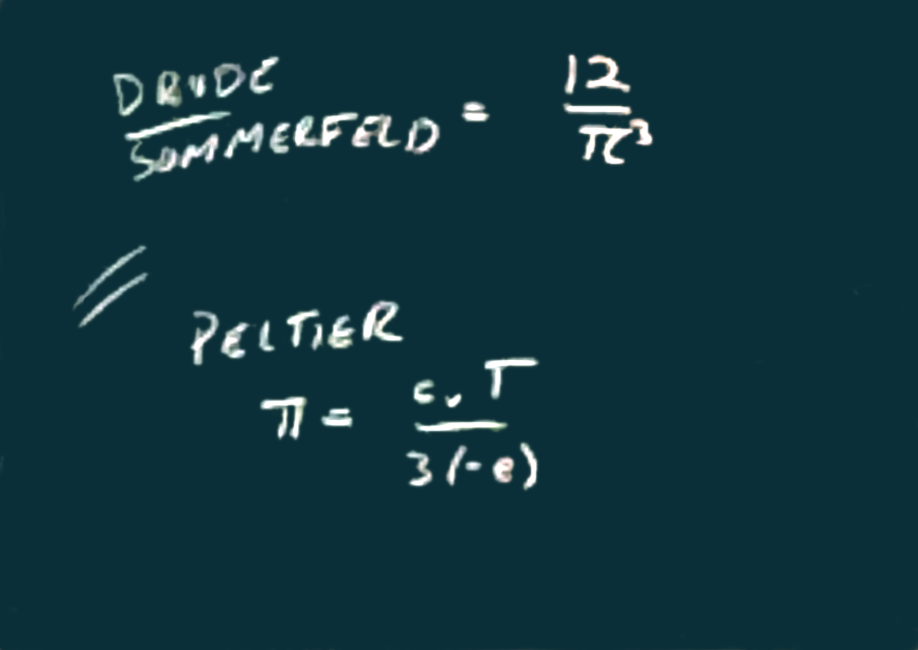 DRUDE
SOMMERFELD = 12/π³
//
PELTIER
Π = c_v T / 3(-e)